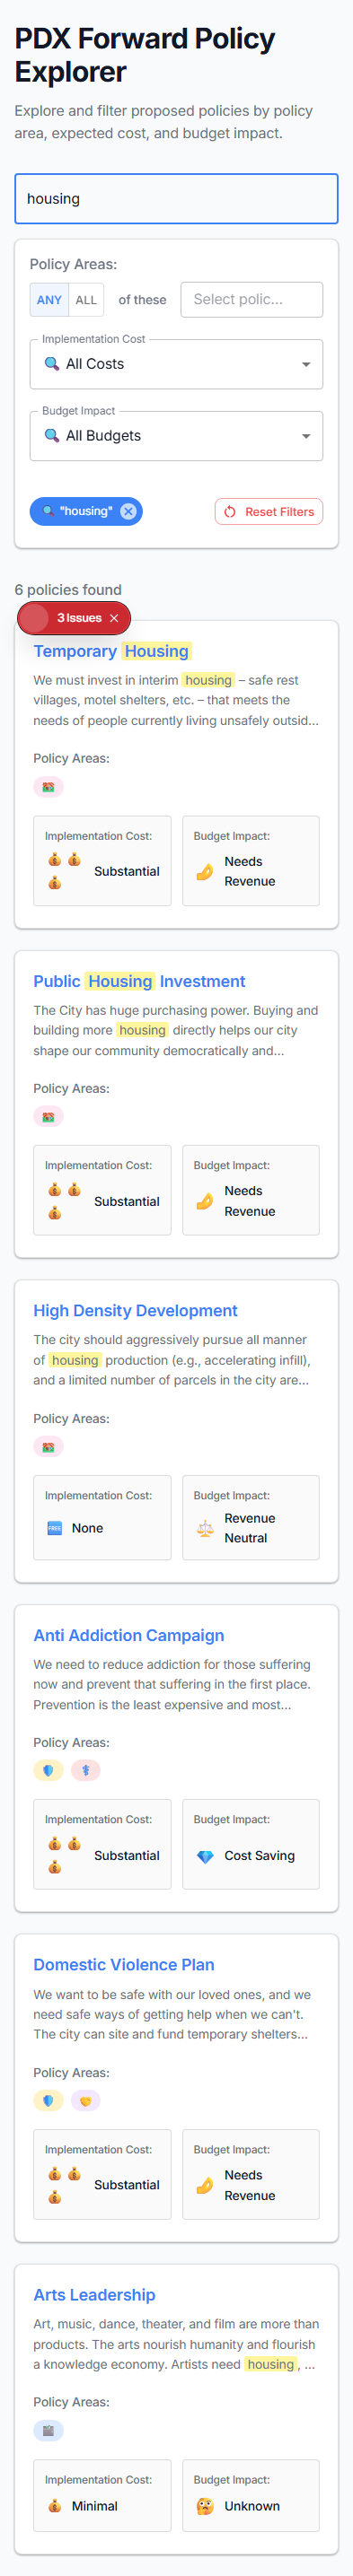 PDX Forward Policy
Explorer
Explore and filter proposed policies by policy
area, expected cost, and budget impact.
housing
Policy Areas:
ANY ALL of these Select polic...
Implementation Cost
🔍 All Costs
Budget Impact
🔍 All Budgets
🔍 "housing" Reset Filters
6 policies found
3 Issues
Temporary Housing
We must invest in interim housing – safe rest
villages, motel shelters, etc. – that meets the
needs of people currently living unsafely outsid...
Policy Areas:
Implementation Cost: Budget Impact:
💰 💰 💰 Substantial
Needs
Revenue
Public Housing Investment
The City has huge purchasing power. Buying and
building more housing directly helps our city
shape our community democratically and...
Policy Areas:
Implementation Cost: Budget Impact:
💰 💰 💰 Substantial
Needs
Revenue
High Density Development
The city should aggressively pursue all manner
of housing production (e.g., accelerating infill),
and a limited number of parcels in the city are...
Policy Areas:
Implementation Cost: Budget Impact:
🆓 None
Revenue
Neutral
Anti Addiction Campaign
We need to reduce addiction for those suffering
now and prevent that suffering in the first place.
Prevention is the least expensive and most...
Policy Areas:
Implementation Cost: Budget Impact:
💰 💰 💰 Substantial
💎 Cost Saving
Domestic Violence Plan
We want to be safe with our loved ones, and we
need safe ways of getting help when we can't.
The city can site and fund temporary shelters...
Policy Areas:
Implementation Cost: Budget Impact:
💰 💰 💰 Substantial
Needs
Revenue
Arts Leadership
Art, music, dance, theater, and film are more than
products. The arts nourish humanity and flourish
a knowledge economy. Artists need housing, ...
Policy Areas:
Implementation Cost: Budget Impact:
💰 Minimal
Unknown